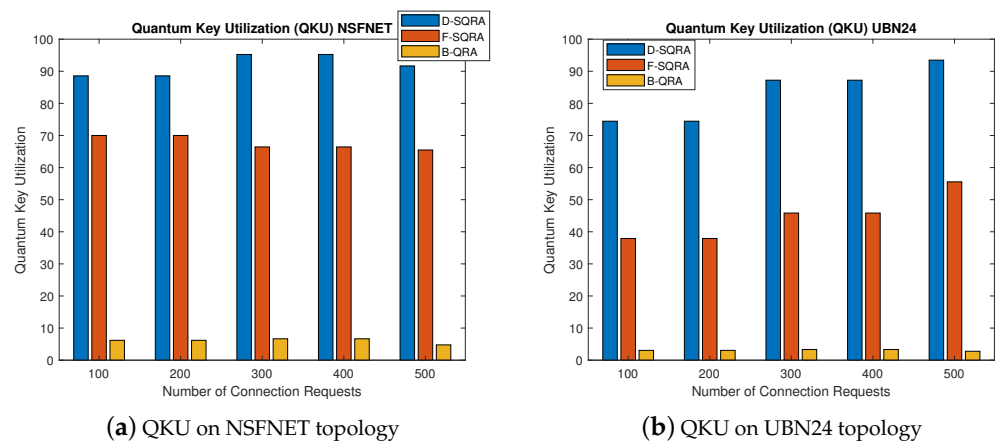 Quantum Key Utilization (QKU) NSFNET
D-SQRA
F-SQRA
B-QRA
100
90
80
70
60
50
40
30
20
10
0
Quantum Key Utilization
100 200 300 400 500
Number of Connection Requests
(a) QKU on NSFNET topology
Quantum Key Utilization (QKU) UBN24
D-SQRA
F-SQRA
B-QRA
100
90
80
70
60
50
40
30
20
10
0
Quantum Key Utilization
100 200 300 400 500
Number of Connection Requests
(b) QKU on UBN24 topology